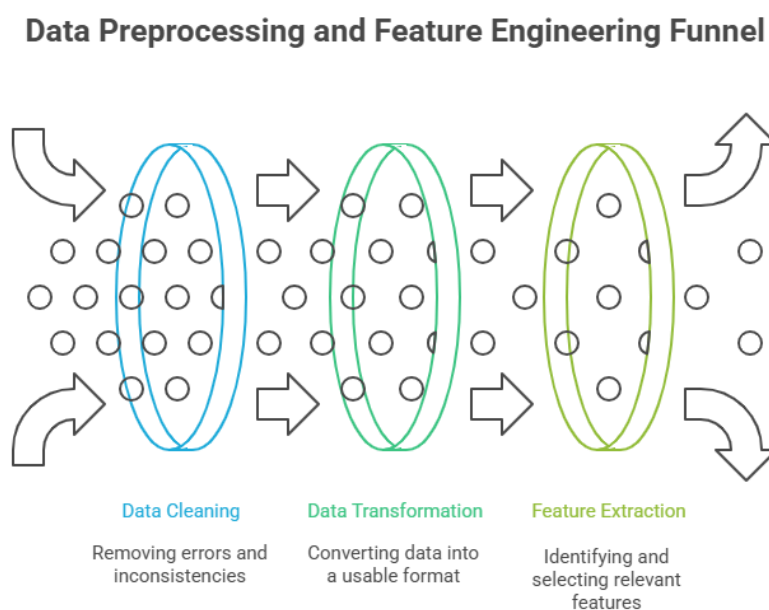 Data Preprocessing and Feature Engineering Funnel
Data Cleaning
Removing errors and
inconsistencies
Data Transformation
Converting data into
a usable format
Feature Extraction
Identifying and
selecting relevant
features